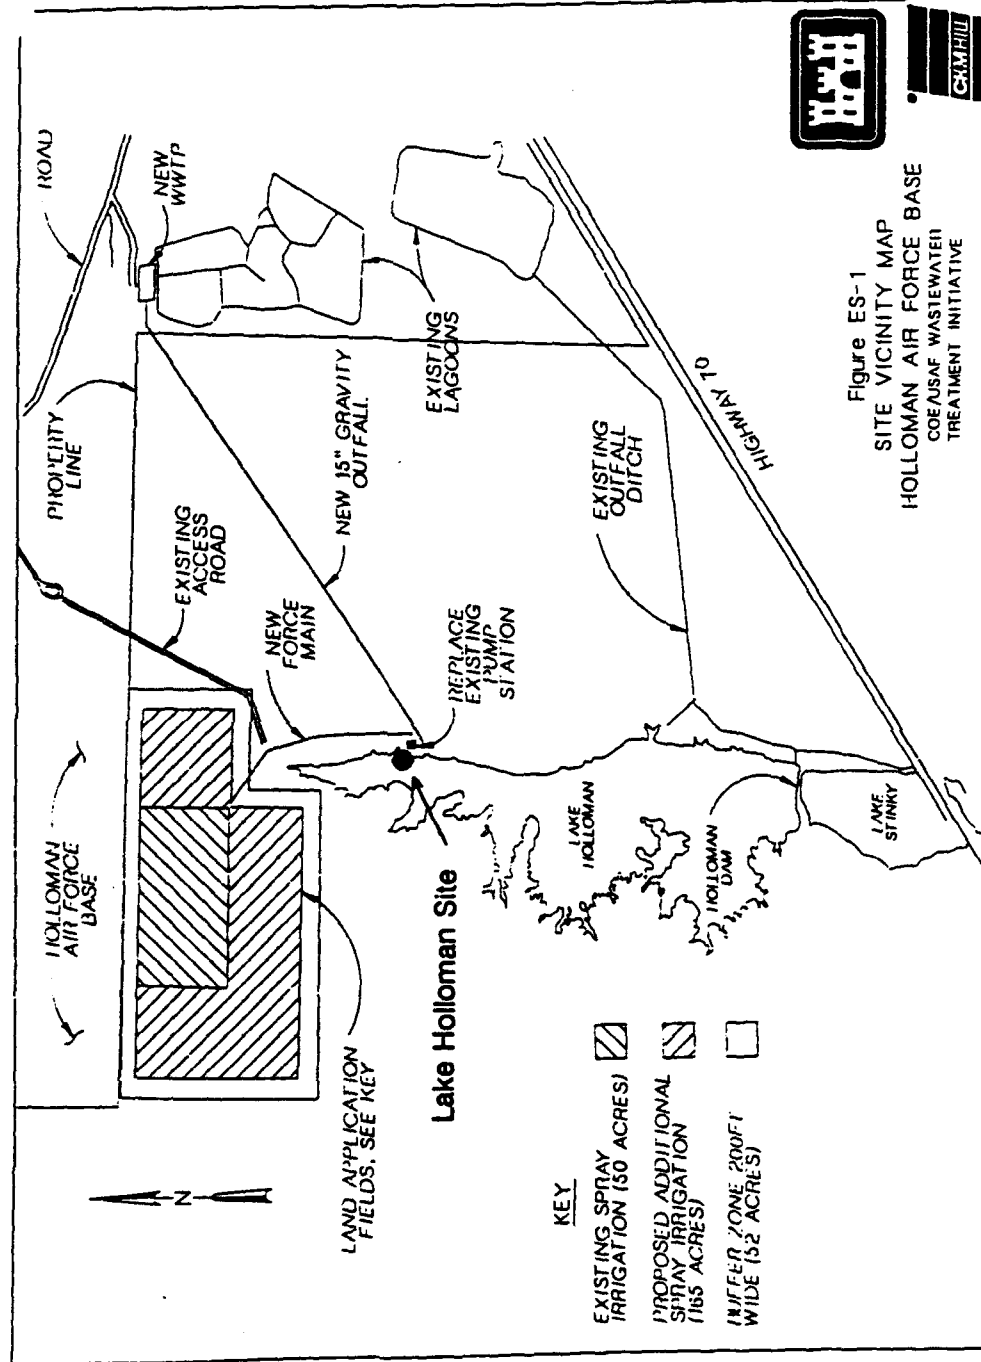 HOLLOMAN
AIR FORCE
BASE
PROPERTY
LINE
ROAD
NEW
WWTP
EXISTING
ACCESS
ROAD
NEW
FORCE
MAIN
NEW 15" GRAVITY
OUTFALL
EXISTING
LAGOONS
REPLACE
EXISTING
PUMP
STATION
EXISTING
OUTFALL
DITCH
HIGHWAY 70
LAND APPLICATION
FIELDS, SEE KEY
N
Lake Holloman Site
LAKE
HOLLOMAN
HOLLOMAN
DAM
LAKE
STINKY
KEY
EXISTING SPRAY
IRRIGATION (50 ACRES)
PROPOSED ADDITIONAL
SPRAY IRRIGATION
(165 ACRES)
BUFFER ZONE 200FT
WIDE (52 ACRES)
Figure ES-1
SITE VICINITY MAP
HOLLOMAN AIR FORCE BASE
COE/USAF WASTEWATER
TREATMENT INITIATIVE
CKMHILL